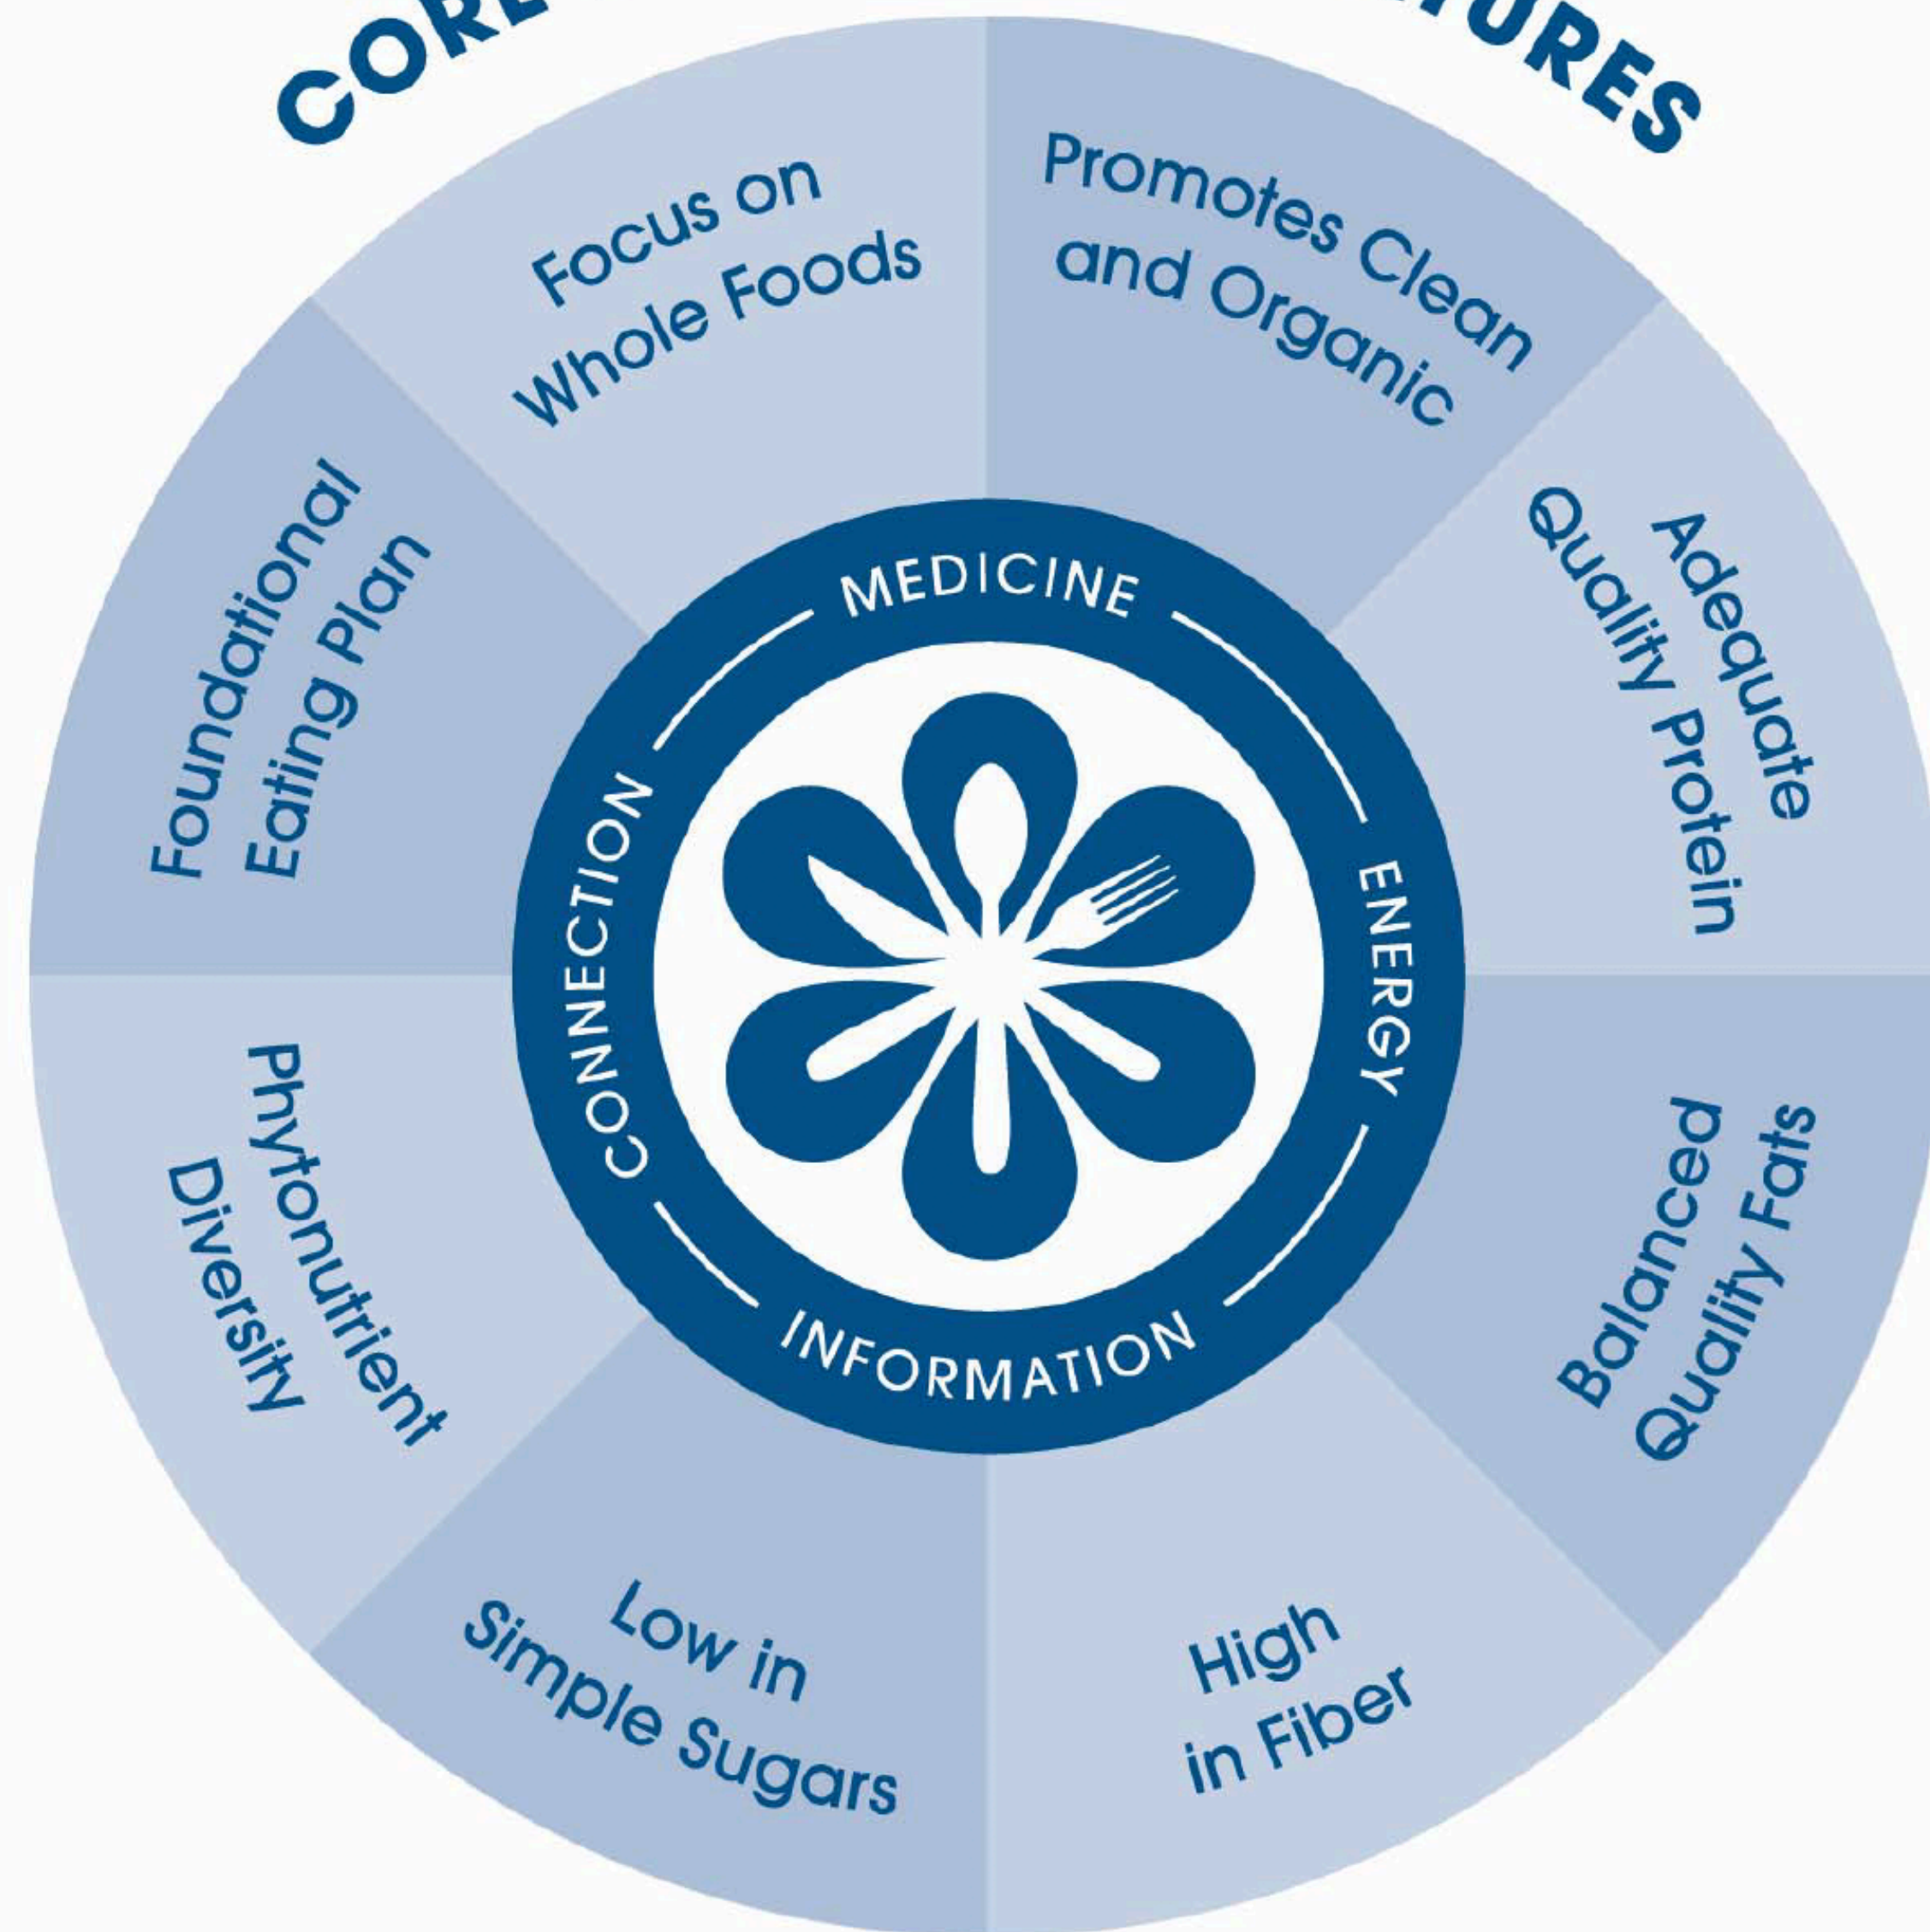 CORE
TURES
Focus on
Whole Foods
Promotes Clean
and Organic
Adequate
Quality Protein
Balanced
Quality Fats
High
in Fiber
Low in
Simple Sugars
Phytonutrient
Diversity
Foundational
Eating Plan
MEDICINE
ENERGY
INFORMATION
CONNECTION